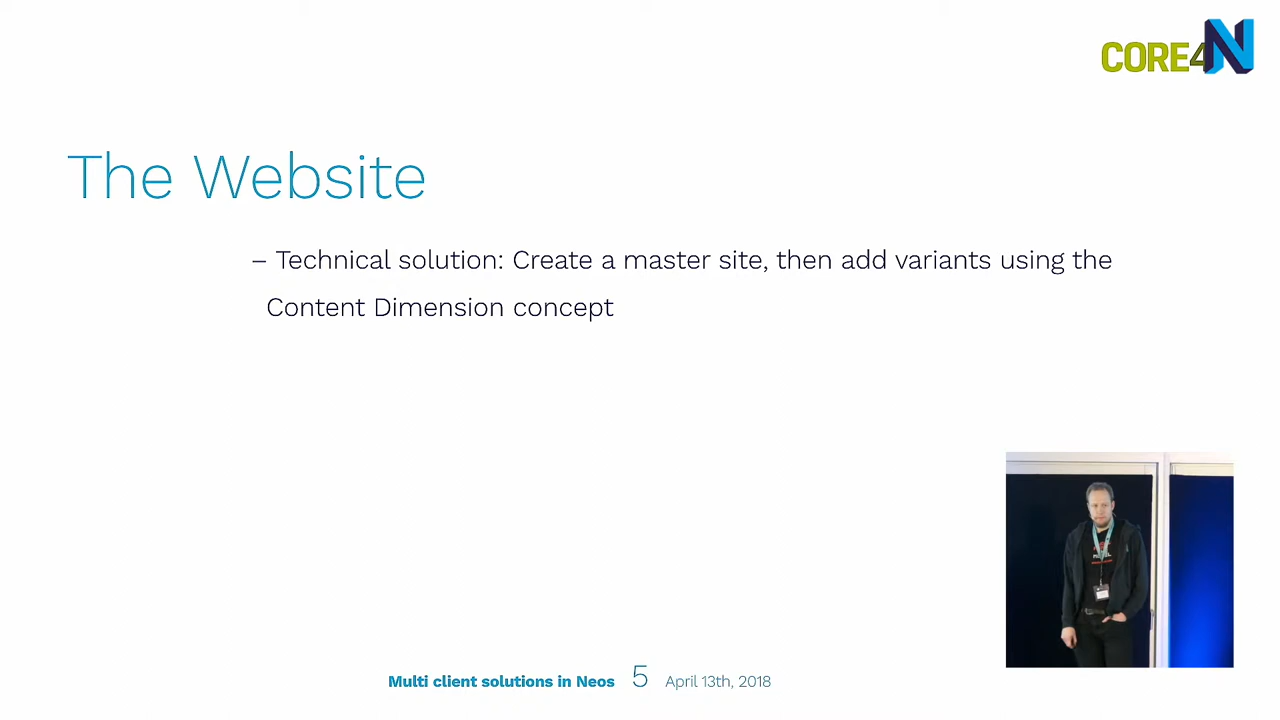 CORE4N
The Website
– Technical solution: Create a master site, then add variants using the
Content Dimension concept
Multi client solutions in Neos 5 April 13th, 2018